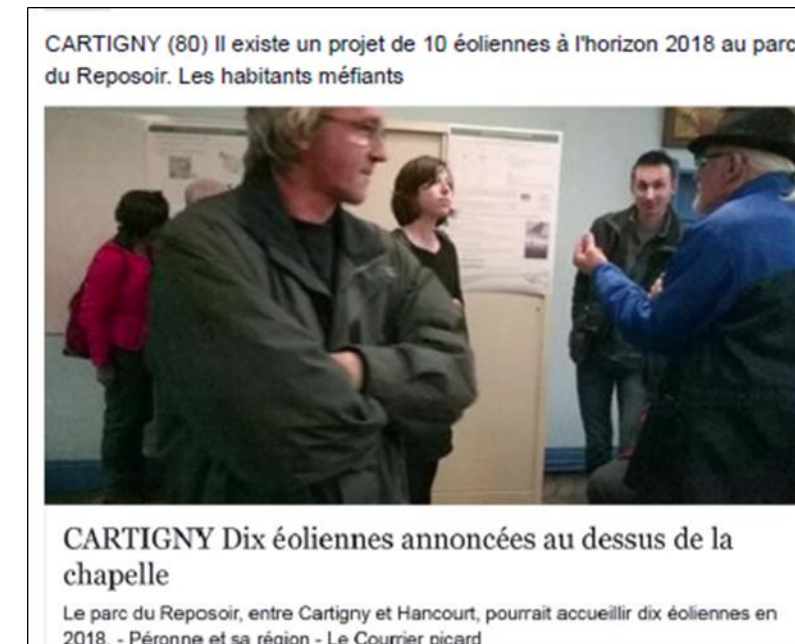 CARTIGNY (80) Il existe un projet de 10 éoliennes à l'horizon 2018 au parc
du Reposoir. Les habitants méfiants
CARTIGNY Dix éoliennes annoncées au dessus de la
chapelle
Le parc du Reposoir, entre Cartigny et Hancourt, pourrait accueillir dix éoliennes en
2018. - Péronne et sa région - Le Courrier picard